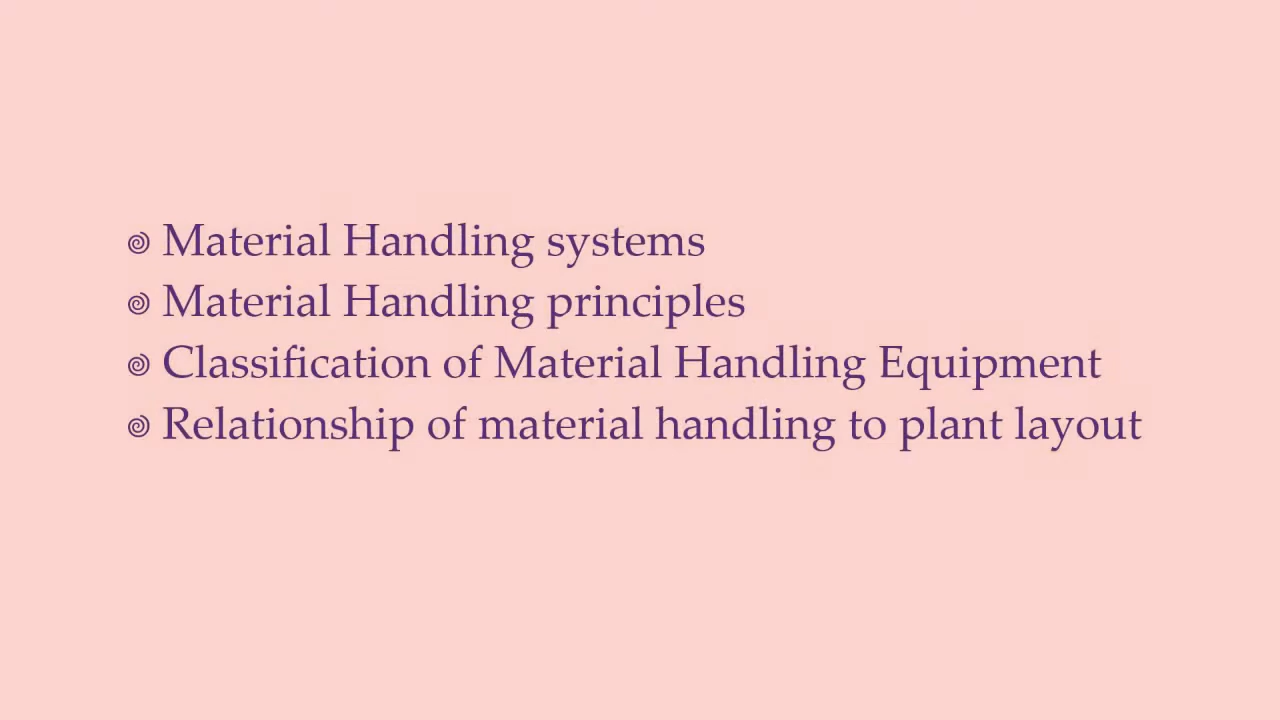 Material Handling systems
Material Handling principles
Classification of Material Handling Equipment
Relationship of material handling to plant layout